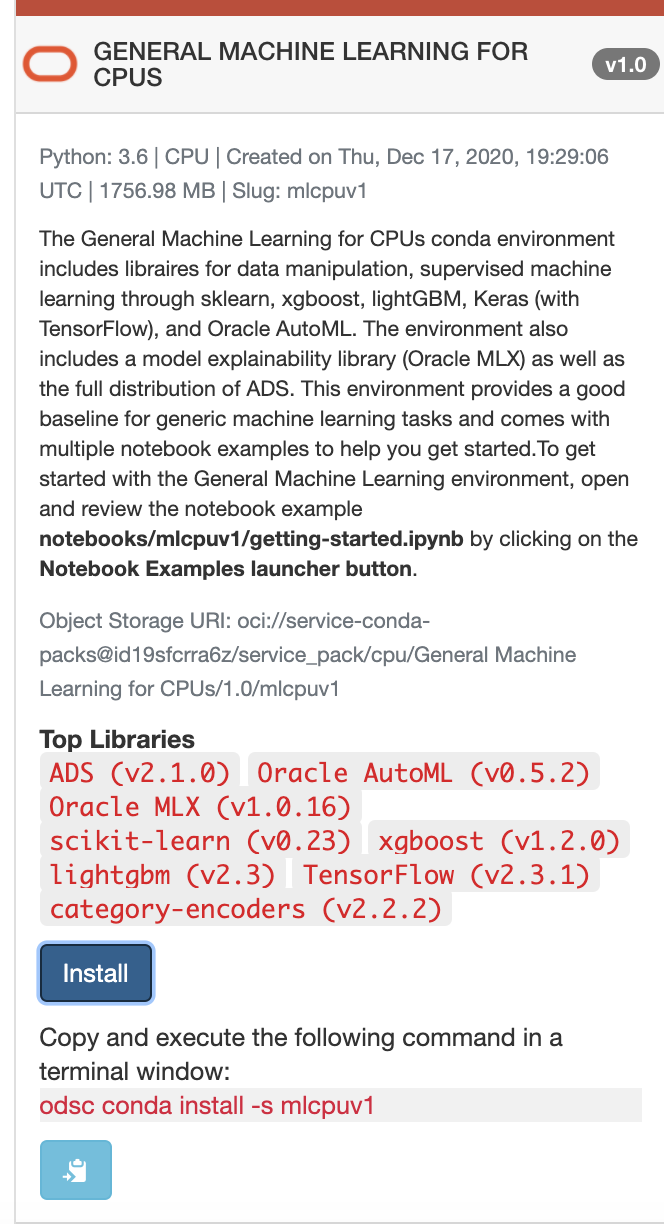 GENERAL MACHINE LEARNING FOR
CPUS
v1.0
Python: 3.6 | CPU | Created on Thu, Dec 17, 2020, 19:29:06
UTC | 1756.98 MB | Slug: mlcpuv1
The General Machine Learning for CPUs conda environment
includes libraires for data manipulation, supervised machine
learning through sklearn, xgboost, lightGBM, Keras (with
TensorFlow), and Oracle AutoML. The environment also
includes a model explainability library (Oracle MLX) as well as
the full distribution of ADS. This environment provides a good
baseline for generic machine learning tasks and comes with
multiple notebook examples to help you get started.To get
started with the General Machine Learning environment, open
and review the notebook example
notebooks/mlcpuv1/getting-started.ipynb by clicking on the
Notebook Examples launcher button.
Object Storage URI: oci://service-conda-
packs@id19sfcrra6z/service_pack/cpu/General Machine
Learning for CPUs/1.0/mlcpuv1
Top Libraries
ADS (v2.1.0) Oracle AutoML (v0.5.2)
Oracle MLX (v1.0.16)
scikit-learn (v0.23) xgboost (v1.2.0)
lightgbm (v2.3) TensorFlow (v2.3.1)
category-encoders (v2.2.2)
Install
Copy and execute the following command in a
terminal window:
odsc conda install -s mlcpuv1